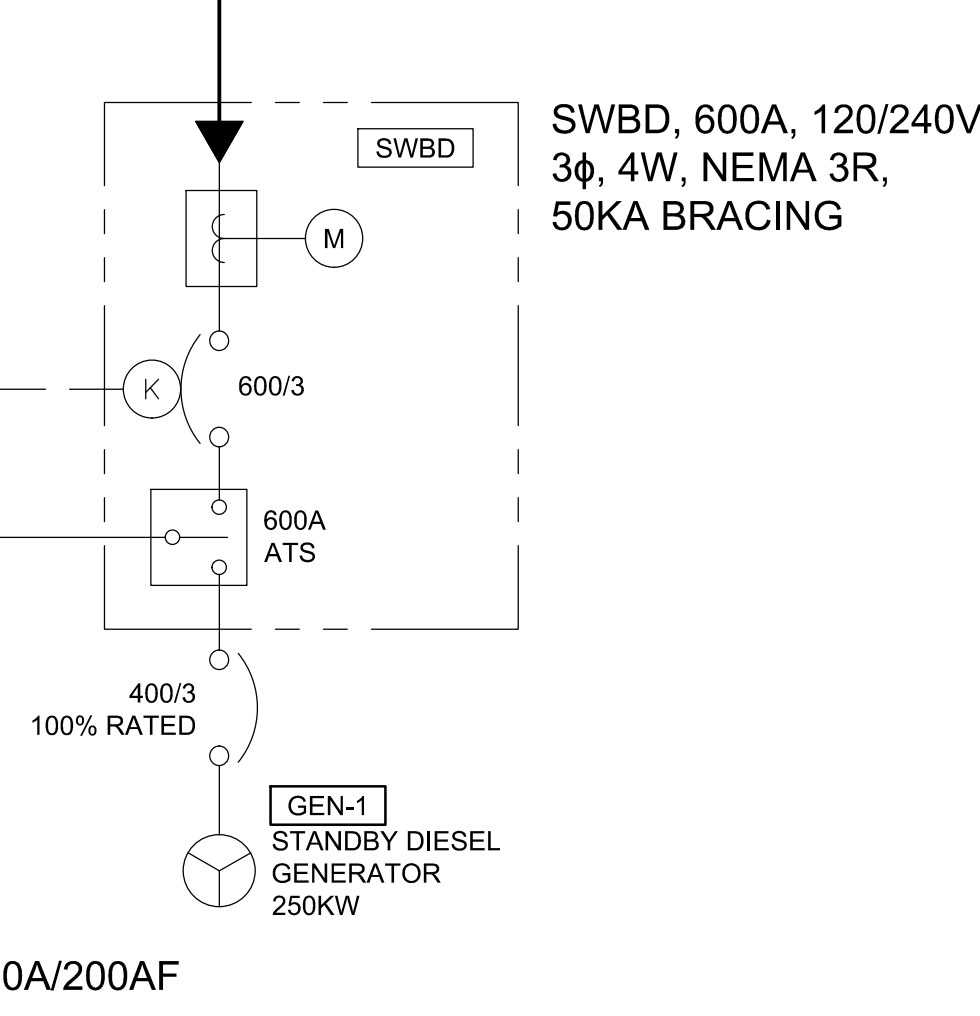 SWBD, 600A, 120/240V
3ϕ, 4W, NEMA 3R,
50KA BRACING
SWBD
M
K
600/3
600A
ATS
400/3
100% RATED
GEN-1
STANDBY DIESEL
GENERATOR
250KW
0A/200AF